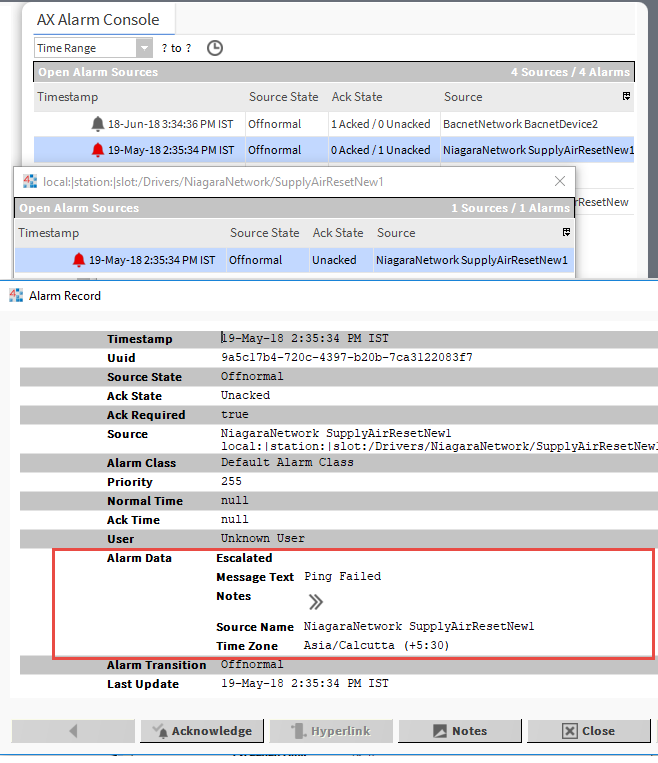 AX Alarm Console
Time Range ? to ?
Open Alarm Sources 4 Sources / 4 Alarms
Timestamp Source State Ack State Source
18-Jun-18 3:34:36 PM IST Offnormal 1 Acked / 0 Unacked BacnetNetwork BacnetDevice2
19-May-18 2:35:34 PM IST Offnormal 0 Acked / 1 Unacked NiagaraNetwork SupplyAirResetNew1
local:|station:|slot:/Drivers/NiagaraNetwork/SupplyAirResetNew1
irResetNew
Open Alarm Sources 1 Sources / 1 Alarms
Timestamp Source State Ack State Source
19-May-18 2:35:34 PM IST Offnormal Unacked NiagaraNetwork SupplyAirResetNew1
Alarm Record
Timestamp 19-May-18 2:35:34 PM IST
Uuid 9a5c17b4-720c-4397-b20b-7ca3122083f7
Source State Offnormal
Ack State Unacked
Ack Required true
Source NiagaraNetwork SupplyAirResetNew1
local:|station:|slot:/Drivers/NiagaraNetwork/SupplyAirResetNew1
Alarm Class Default Alarm Class
Priority 255
Normal Time null
Ack Time null
User Unknown User
Alarm Data Escalated
Message Text Ping Failed
Notes
Source Name NiagaraNetwork SupplyAirResetNew1
Time Zone Asia/Calcutta (+5:30)
Alarm Transition Offnormal
Last Update 19-May-18 2:35:34 PM IST
Acknowledge Hyperlink Notes Close